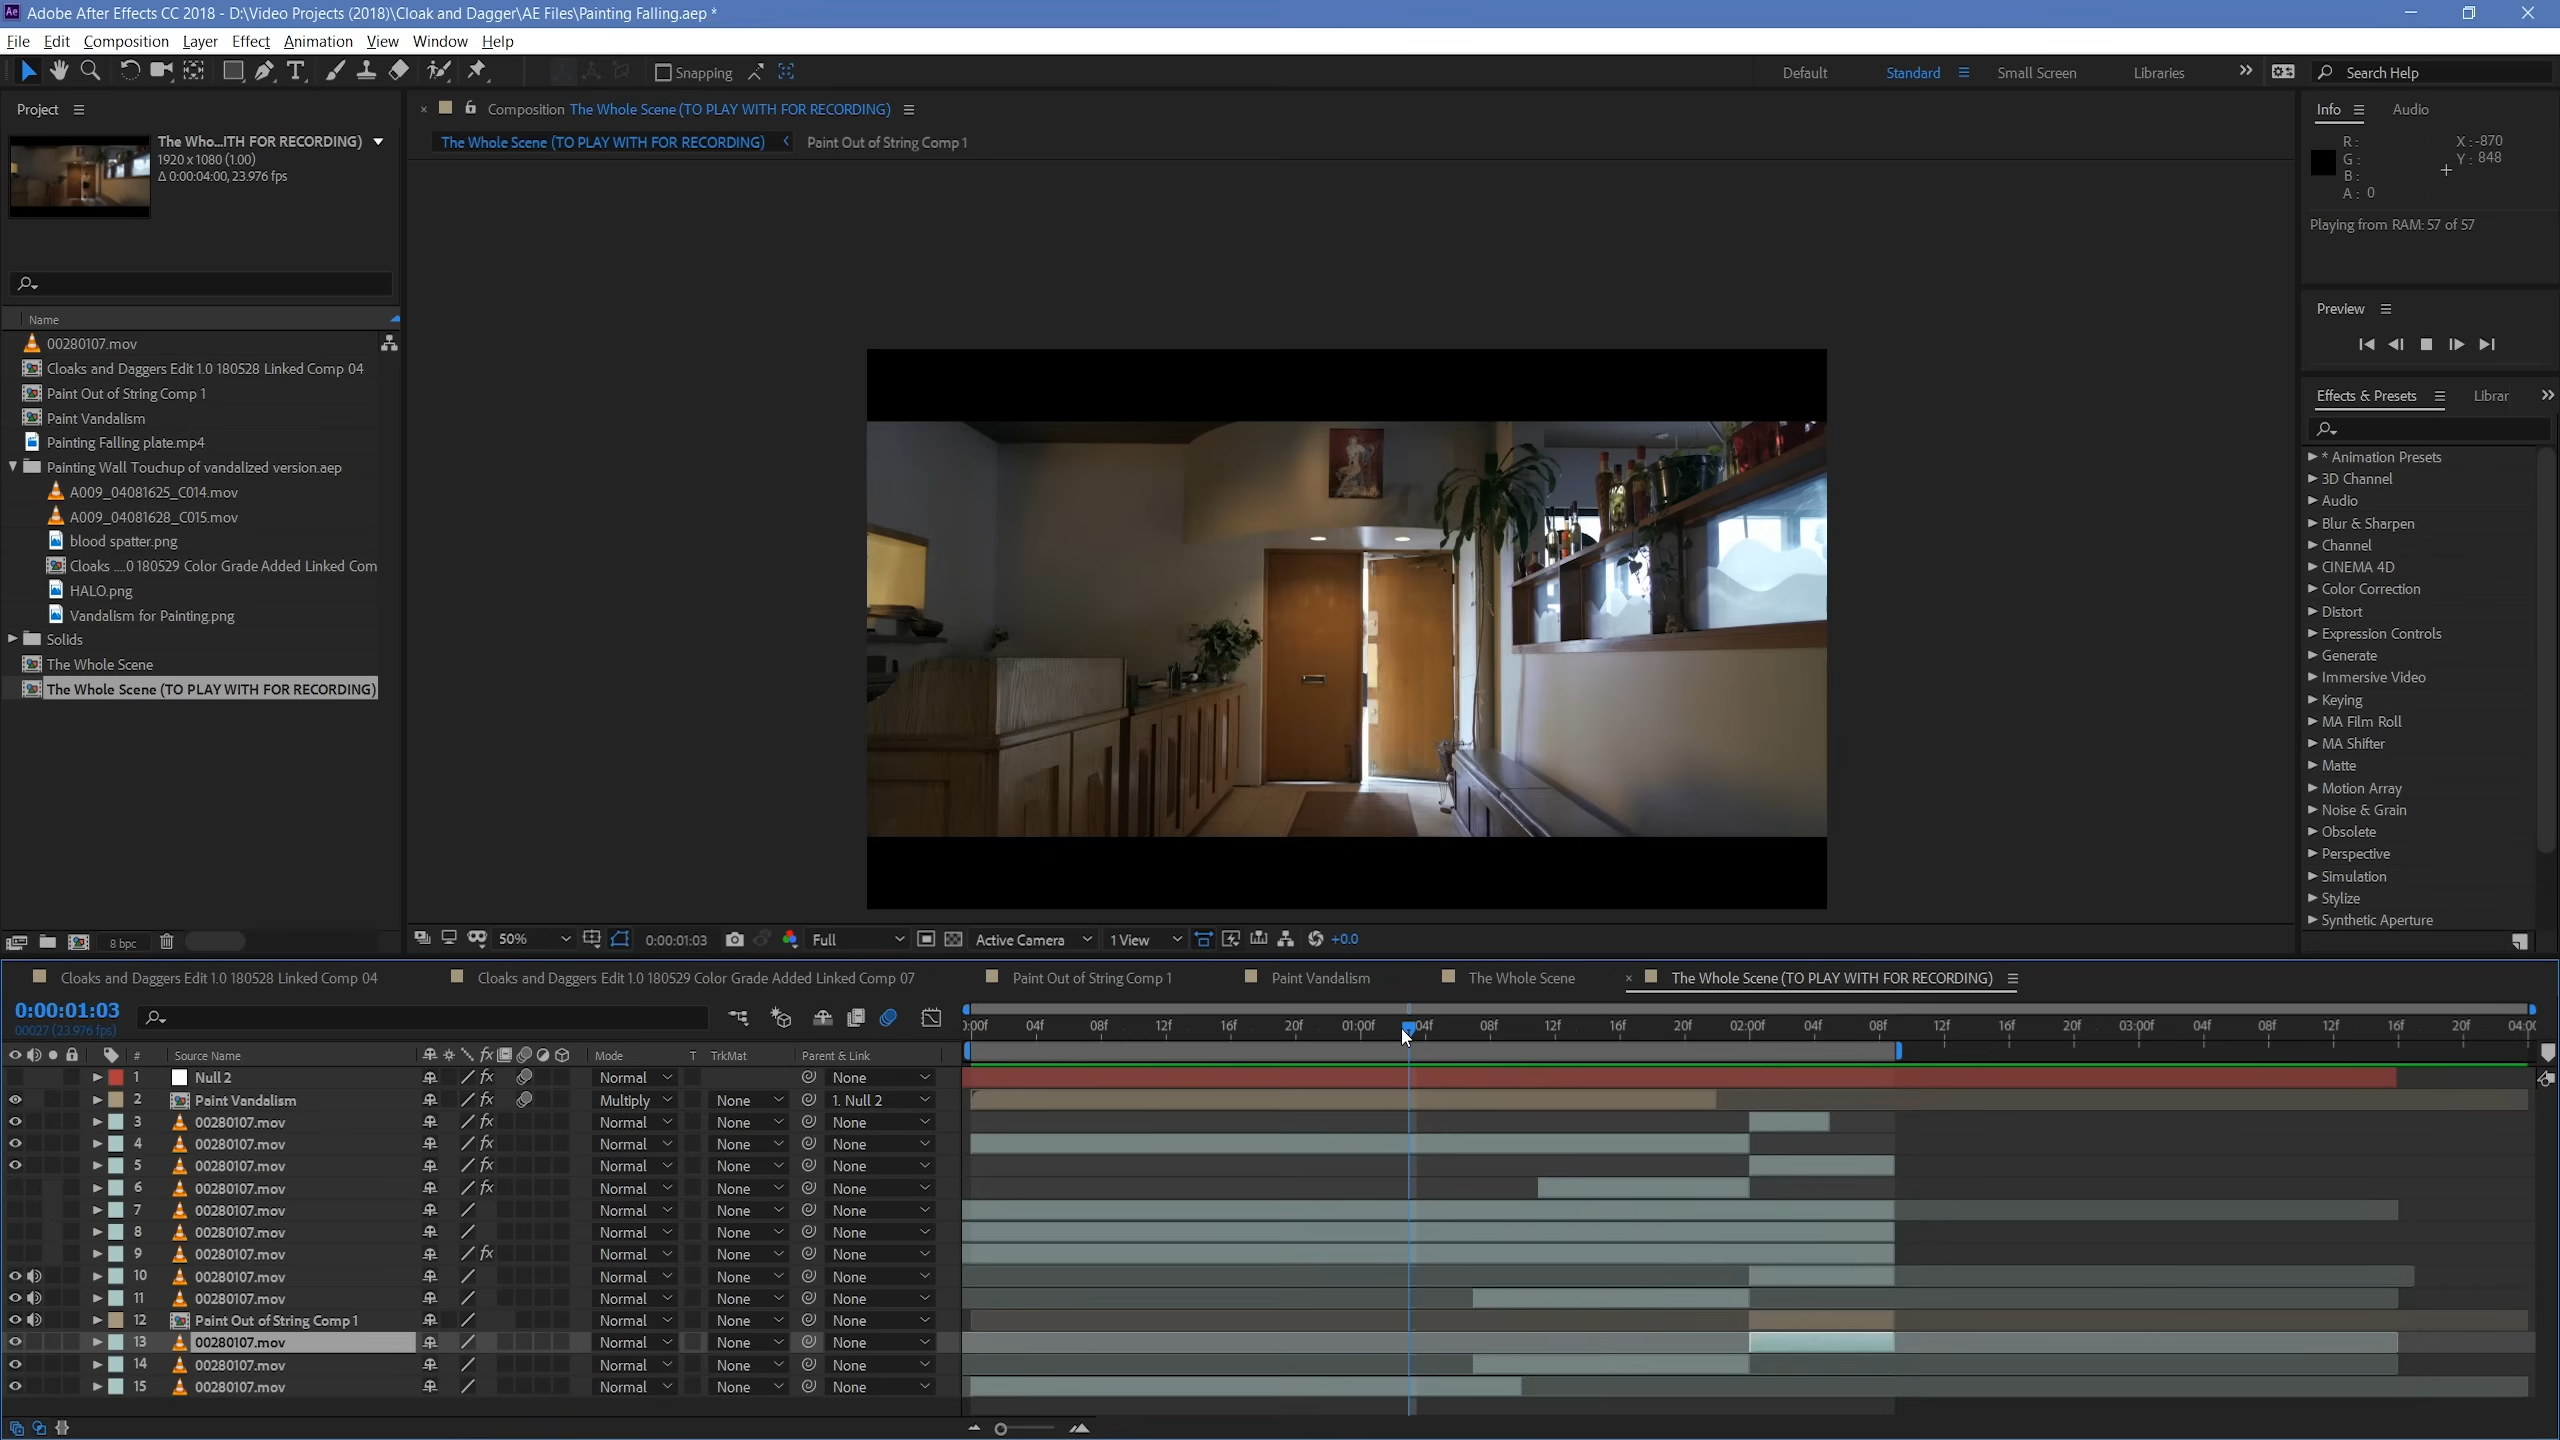 Ae Adobe After Effects CC 2018 - D:\Video Projects (2018)\Cloak and Dagger\AE Files\Painting Falling.aep *
File Edit Composition Layer Effect Animation View Window Help
Snapping Default Standard Small Screen Libraries Search Help
Project
The Who...ITH FOR RECORDING)
1920 x 1080 (1.00)
Δ 0:00:04:00, 23.976 fps
Name
00280107.mov
Cloaks and Daggers Edit 1.0 180528 Linked Comp 04
Paint Out of String Comp 1
Paint Vandalism
Painting Falling plate.mp4
Painting Wall Touchup of vandalized version.aep
A009_04081625_C014.mov
A009_04081628_C015.mov
blood spatter.png
Cloaks ....0 180529 Color Grade Added Linked Com
HALO.png
Vandalism for Painting.png
Solids
The Whole Scene
The Whole Scene (TO PLAY WITH FOR RECORDING)
8 bpc
Composition The Whole Scene (TO PLAY WITH FOR RECORDING)
The Whole Scene (TO PLAY WITH FOR RECORDING) Paint Out of String Comp 1
50% 0:00:01:03 Full Active Camera 1 View +0.0
Info Audio
R: X: -870
G: Y: 848
B:
A: 0
Playing from RAM: 57 of 57
Preview
Effects & Presets Librar
* Animation Presets
3D Channel
Audio
Blur & Sharpen
Channel
CINEMA 4D
Color Correction
Distort
Expression Controls
Generate
Immersive Video
Keying
MA Film Roll
MA Shifter
Matte
Motion Array
Noise & Grain
Obsolete
Perspective
Simulation
Stylize
Synthetic Aperture
Cloaks and Daggers Edit 1.0 180528 Linked Comp 04 Cloaks and Daggers Edit 1.0 180529 Color Grade Added Linked Comp 07 Paint Out of String Comp 1 Paint Vandalism The Whole Scene The Whole Scene (TO PLAY WITH FOR RECORDING)
0:00:01:03
00027 (23.976 fps)
0:00f 04f 08f 12f 16f 20f 01:00f 04f 08f 12f 16f 20f 02:00f 04f 08f 12f 16f 20f 03:00f 04f 08f 12f 16f 20f 04:00
# Source Name fx Mode T TrkMat Parent & Link
1 Null 2 fx Normal None
2 Paint Vandalism fx Multiply None 1. Null 2
3 00280107.mov fx Normal None None
4 00280107.mov fx Normal None None
5 00280107.mov fx Normal None None
6 00280107.mov fx Normal None None
7 00280107.mov Normal None None
8 00280107.mov Normal None None
9 00280107.mov fx Normal None None
10 00280107.mov Normal None None
11 00280107.mov Normal None None
12 Paint Out of String Comp 1 Normal None None
13 00280107.mov Normal None None
14 00280107.mov Normal None None
15 00280107.mov Normal None None